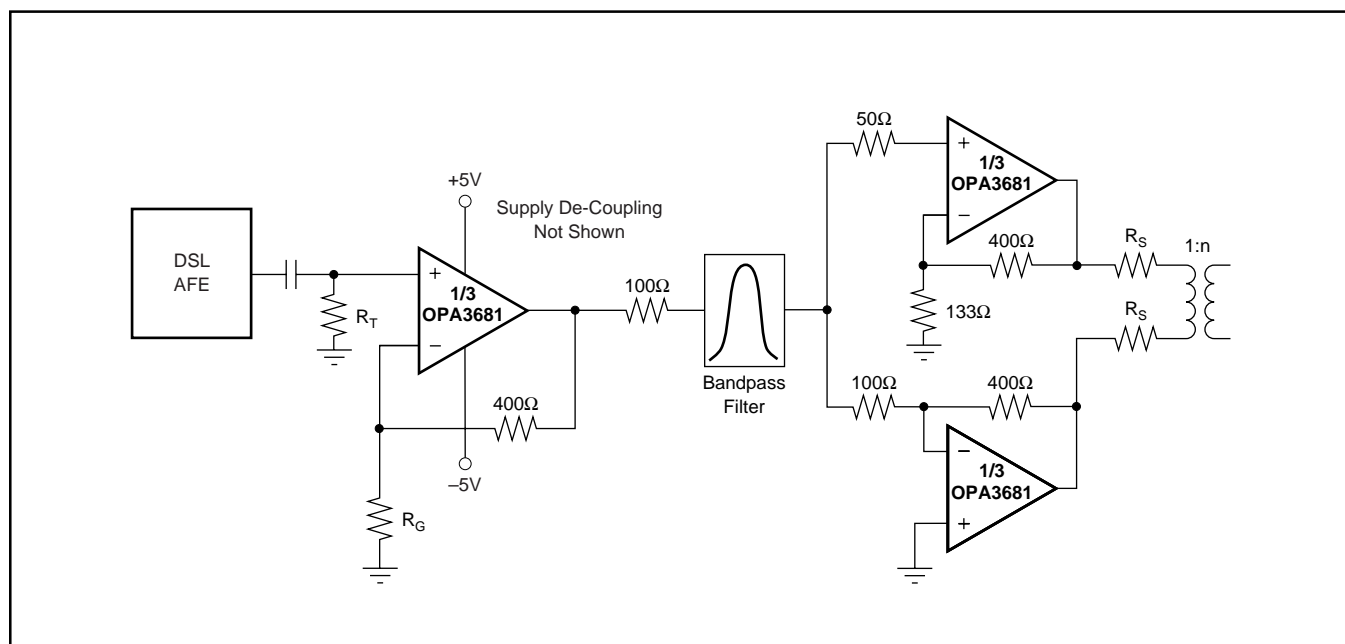 DSL
AFE
R_T
+5V
Supply De-Coupling
Not Shown
+
−
1/3
OPA3681
400Ω
R_G
–5V
100Ω
Bandpass
Filter
50Ω
+
−
1/3
OPA3681
400Ω
133Ω
100Ω
400Ω
−
+
1/3
OPA3681
R_S
R_S
1:n